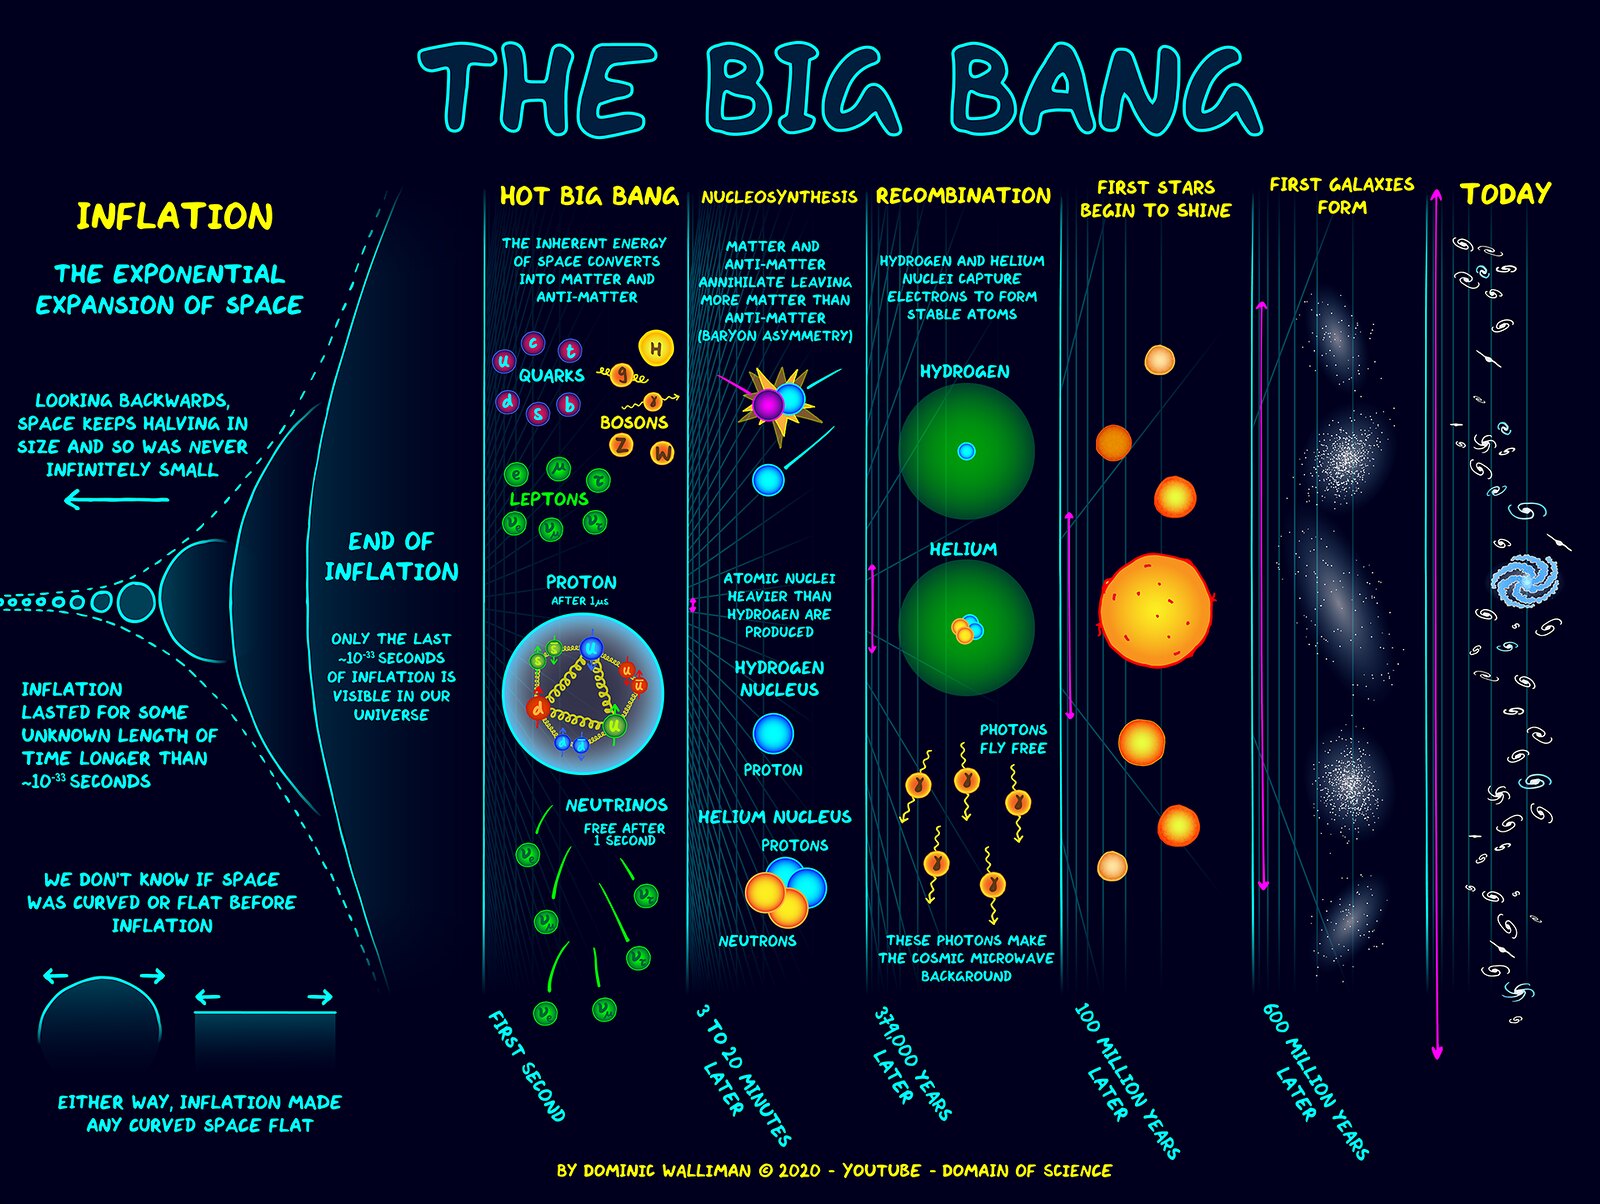 THE BIG BANG
INFLATION
THE EXPONENTIAL
EXPANSION OF SPACE
LOOKING BACKWARDS,
SPACE KEEPS HALVING IN
SIZE AND SO WAS NEVER
INFINITELY SMALL
INFLATION
LASTED FOR SOME
UNKNOWN LENGTH OF
TIME LONGER THAN
~10⁻³³ SECONDS
WE DON'T KNOW IF SPACE
WAS CURVED OR FLAT BEFORE
INFLATION
EITHER WAY, INFLATION MADE
ANY CURVED SPACE FLAT
END OF
INFLATION
ONLY THE LAST
~10⁻³³ SECONDS
OF INFLATION IS
VISIBLE IN OUR
UNIVERSE
HOT BIG BANG
THE INHERENT ENERGY
OF SPACE CONVERTS
INTO MATTER AND
ANTI-MATTER
u c t
QUARKS
d s b
H
g
γ
BOSONS
Z W
e μ τ
LEPTONS
νe νμ ντ
PROTON
AFTER 1μs
s s̄ u
u ū
d u
d d̄
NEUTRINOS
FREE AFTER
1 SECOND
FIRST SECOND
NUCLEOSYNTHESIS
MATTER AND
ANTI-MATTER
ANNIHILATE LEAVING
MORE MATTER THAN
ANTI-MATTER
(BARYON ASYMMETRY)
ATOMIC NUCLEI
HEAVIER THAN
HYDROGEN ARE
PRODUCED
HYDROGEN
NUCLEUS
PROTON
HELIUM NUCLEUS
PROTONS
NEUTRONS
3 TO 20 MINUTES
LATER
RECOMBINATION
HYDROGEN AND HELIUM
NUCLEI CAPTURE
ELECTRONS TO FORM
STABLE ATOMS
HYDROGEN
HELIUM
PHOTONS
FLY FREE
γ γ γ
γ γ
THESE PHOTONS MAKE
THE COSMIC MICROWAVE
BACKGROUND
379,000 YEARS
LATER
FIRST STARS
BEGIN TO SHINE
100 MILLION YEARS
LATER
FIRST GALAXIES
FORM
600 MILLION YEARS
LATER
TODAY
BY DOMINIC WALLIMAN © 2020 - YOUTUBE - DOMAIN OF SCIENCE